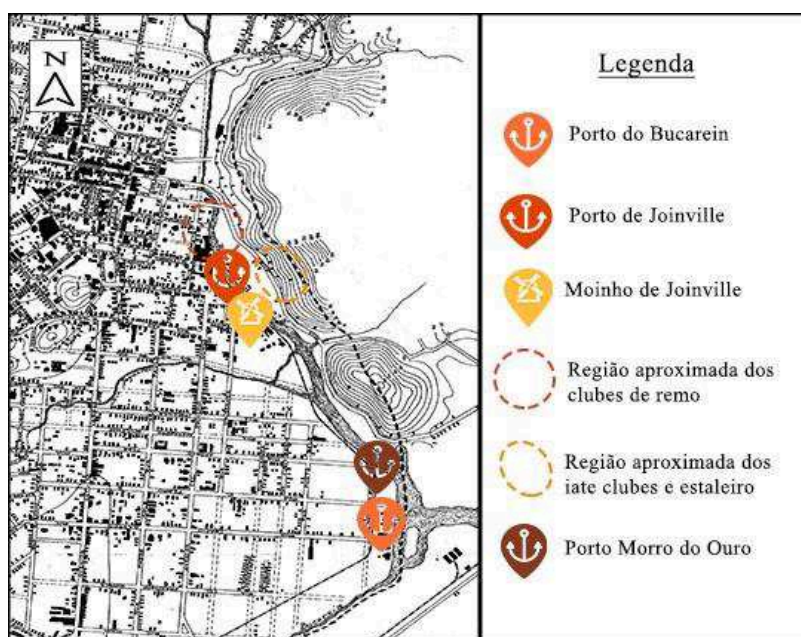 N
Legenda
Porto do Bucarein
Porto de Joinville
Moinho de Joinville
Região aproximada dos
clubes de remo
Região aproximada dos
iate clubes e estaleiro
Porto Morro do Ouro